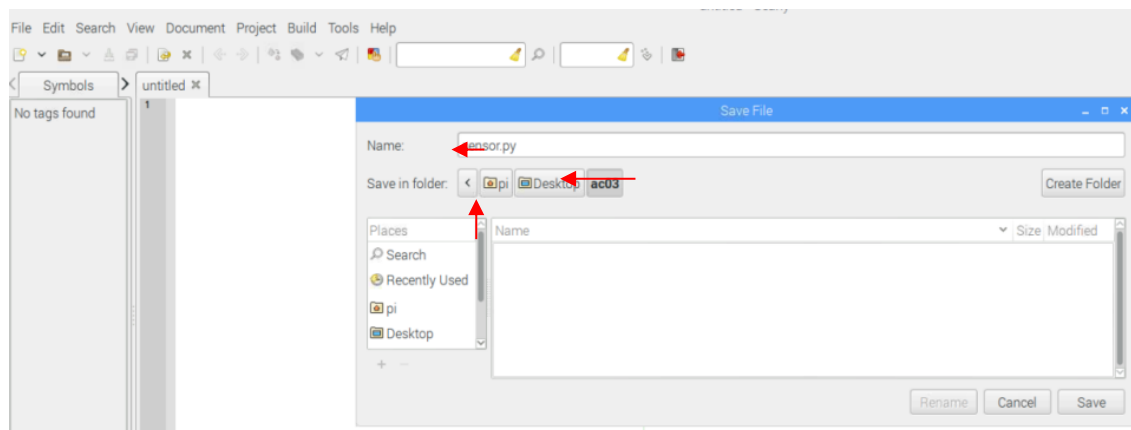 File Edit Search View Document Project Build Tools Help
Symbols
untitled
No tags found
1
Save File
Name:
sensor.py
Save in folder:
pi
Desktop
ac03
Create Folder
Places
Name
Size
Modified
Search
Recently Used
pi
Desktop
Rename
Cancel
Save